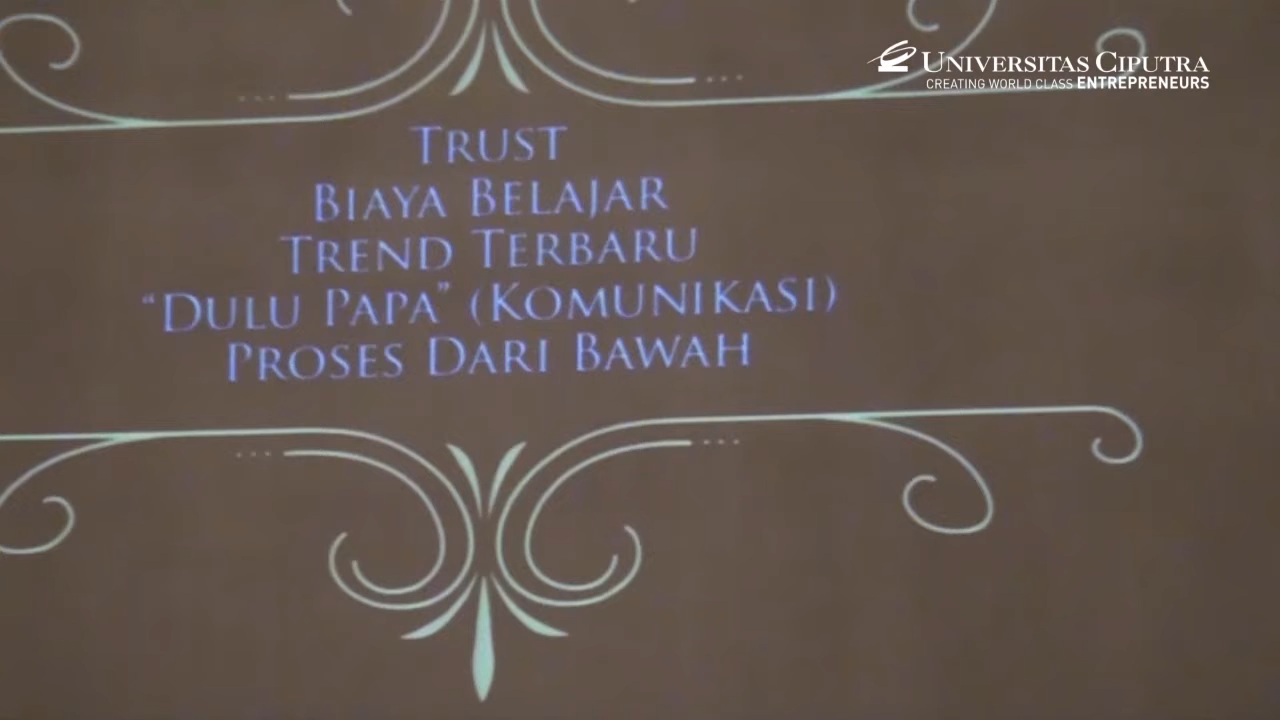 UNIVERSITAS CIPUTRA
CREATING WORLD CLASS ENTREPRENEURS
TRUST
BIAYA BELAJAR
TREND TERBARU
“DULU PAPA” (KOMUNIKASI)
PROSES DARI BAWAH